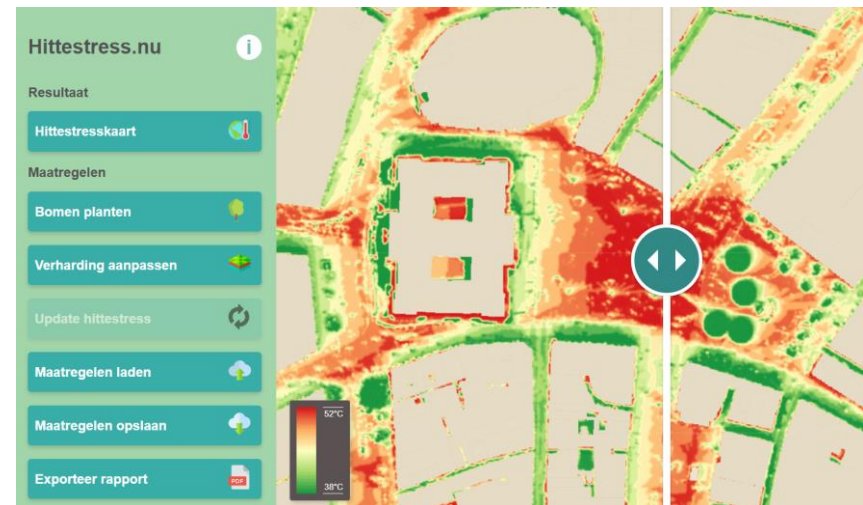 Hittestress.nu
i
Resultaat
Hittestresskaart
Maatregelen
Bomen planten
Verharding aanpassen
Update hittestress
Maatregelen laden
Maatregelen opslaan
Exporteer rapport
PDF
52°C
38°C